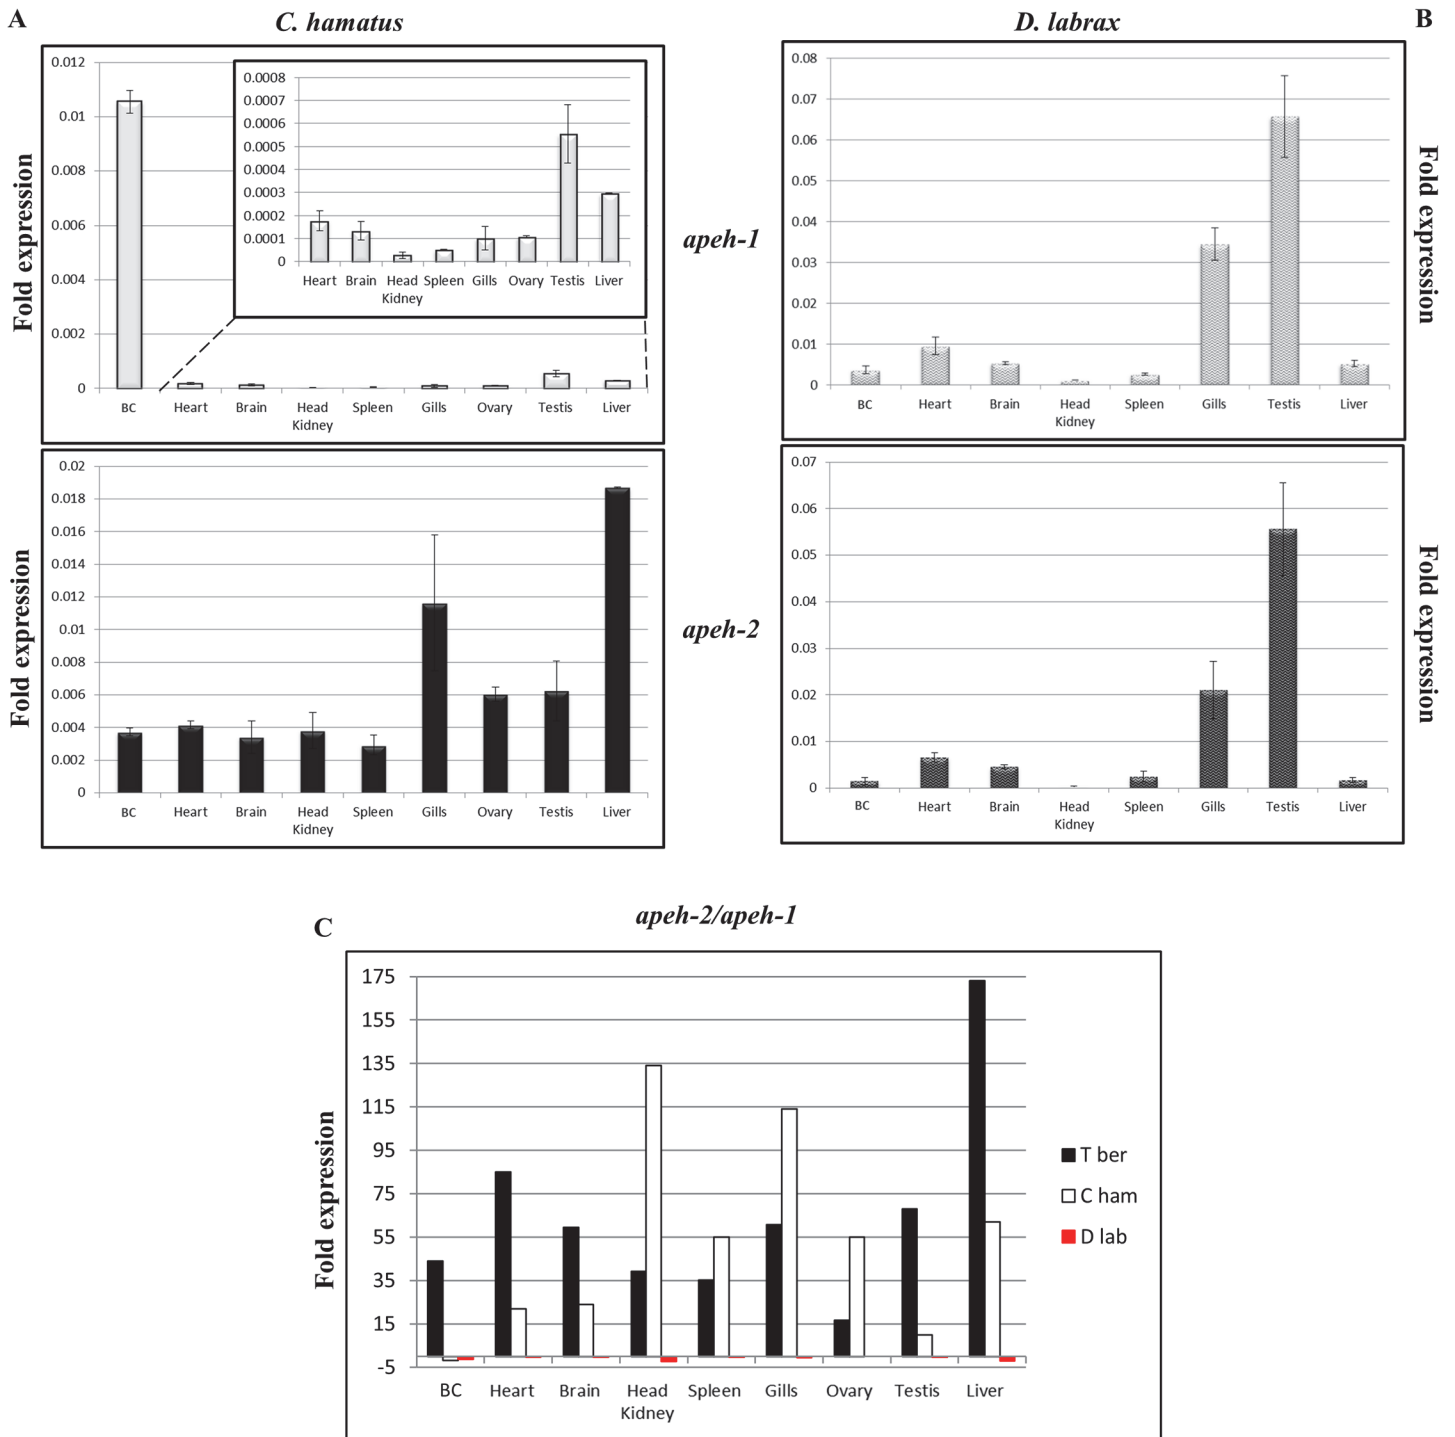 A
C. hamatus
D. labrax
B
Fold expression
0.012
0.01
0.008
0.006
0.004
0.002
0
BC Heart Brain Head Kidney Spleen Gills Ovary Testis Liver
0.0008
0.0007
0.0006
0.0005
0.0004
0.0003
0.0002
0.0001
0
Heart Brain Head Kidney Spleen Gills Ovary Testis Liver
apeh-1
0.08
0.07
0.06
0.05
0.04
0.03
0.02
0.01
0
BC Heart Brain Head Kidney Spleen Gills Testis Liver
Fold expression
Fold expression
0.02
0.018
0.016
0.014
0.012
0.01
0.008
0.006
0.004
0.002
0
BC Heart Brain Head Kidney Spleen Gills Ovary Testis Liver
apeh-2
0.07
0.06
0.05
0.04
0.03
0.02
0.01
0
BC Heart Brain Head Kidney Spleen Gills Testis Liver
Fold expression
C
apeh-2/apeh-1
Fold expression
175
155
135
115
95
75
55
35
15
-5
BC Heart Brain Head Kidney Spleen Gills Ovary Testis Liver
T ber
C ham
D lab